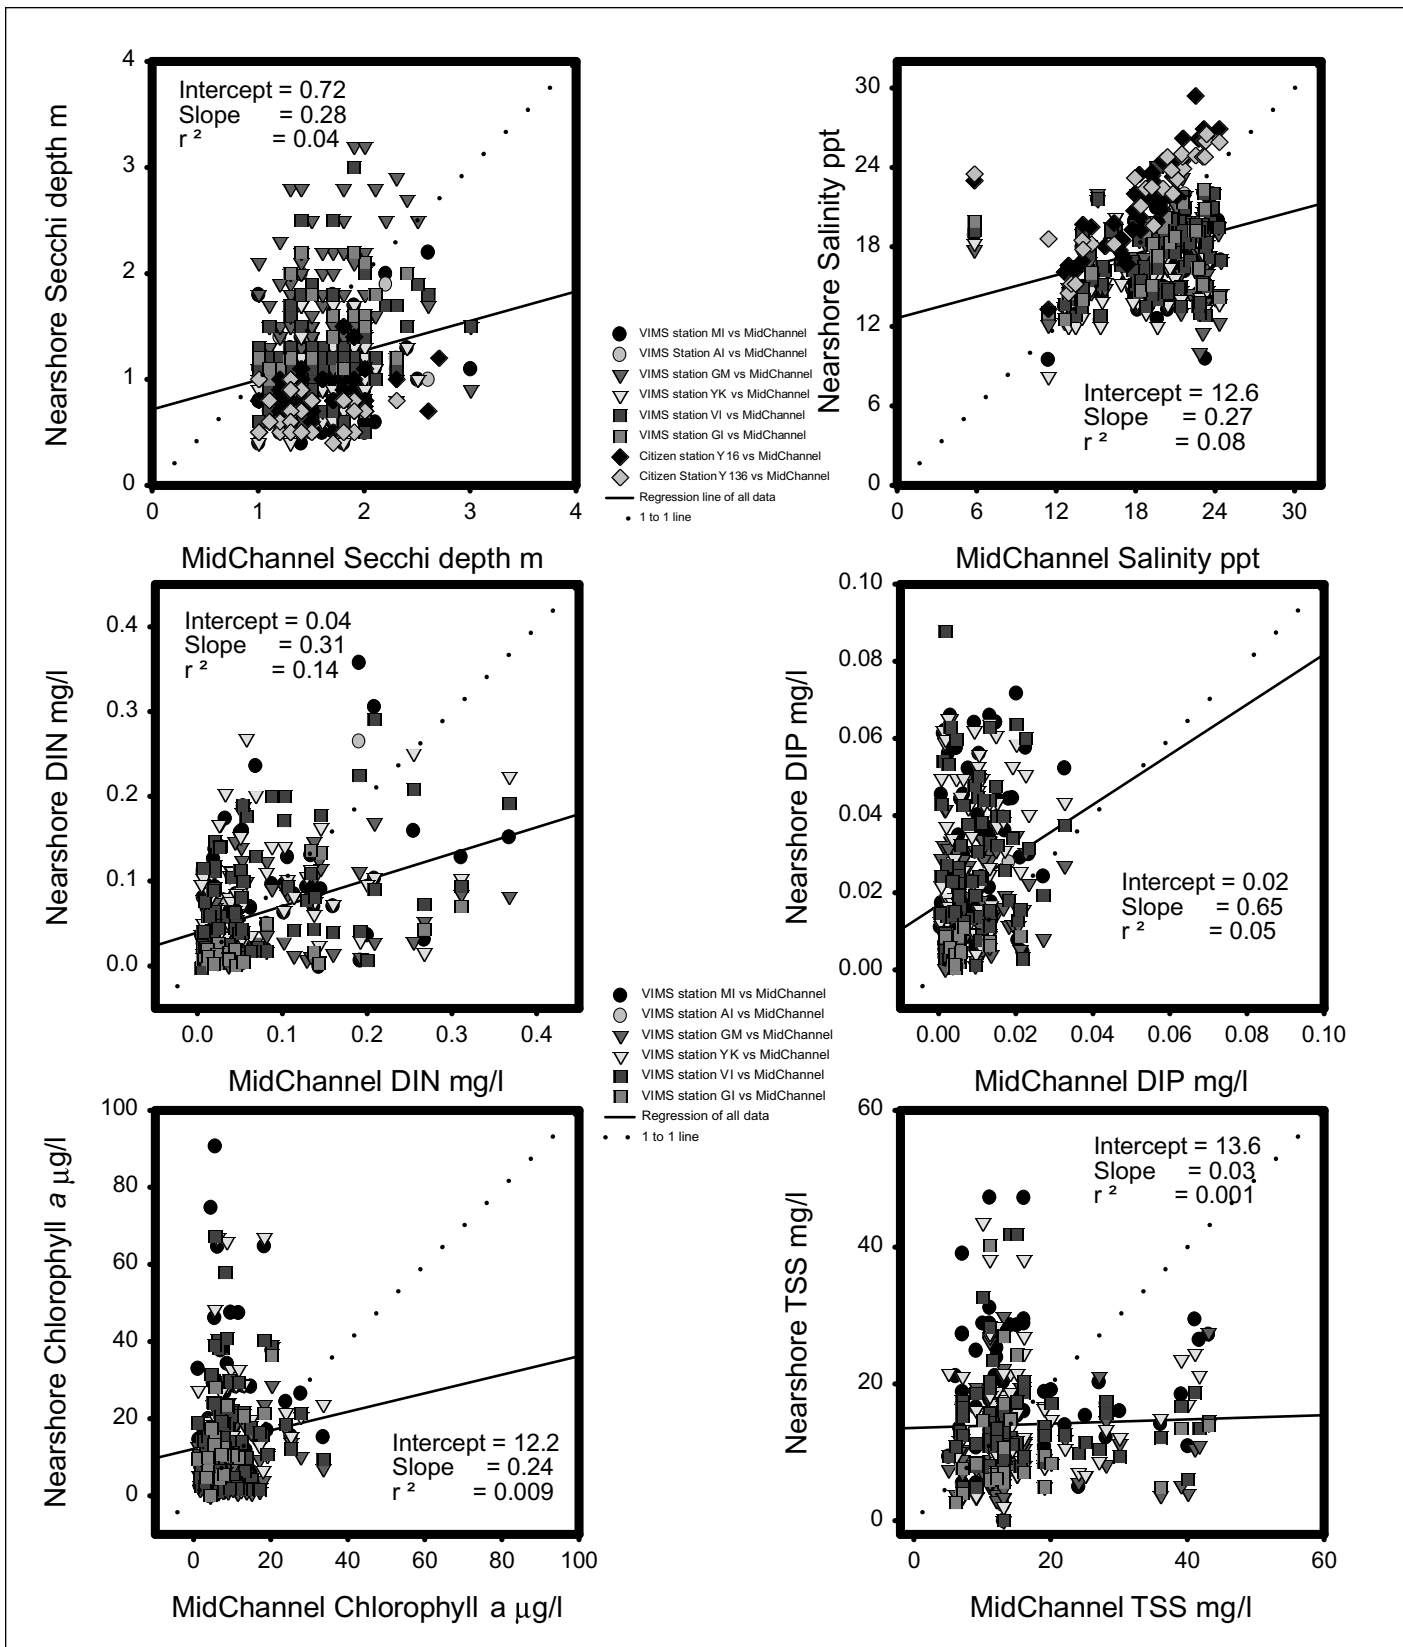 Nearshore Secchi depth m
4
3
2
1
0
Intercept = 0.72
Slope = 0.28
r ² = 0.04
0 1 2 3 4
MidChannel Secchi depth m
VIMS station MI vs MidChannel
VIMS Station AI vs MidChannel
VIMS station GM vs MidChannel
VIMS station YK vs MidChannel
VIMS station VI vs MidChannel
VIMS station GI vs MidChannel
Citizen station Y16 vs MidChannel
Citizen Station Y136 vs MidChannel
Regression line of all data
1 to 1 line
Nearshore Salinity ppt
30
24
18
12
6
0
Intercept = 12.6
Slope = 0.27
r ² = 0.08
0 6 12 18 24 30
MidChannel Salinity ppt
Nearshore DIN mg/l
0.4
0.3
0.2
0.1
0.0
Intercept = 0.04
Slope = 0.31
r ² = 0.14
0.0 0.1 0.2 0.3 0.4
MidChannel DIN mg/l
Nearshore DIP mg/l
0.10
0.08
0.06
0.04
0.02
0.00
Intercept = 0.02
Slope = 0.65
r ² = 0.05
0.00 0.02 0.04 0.06 0.08 0.10
MidChannel DIP mg/l
VIMS station MI vs MidChannel
VIMS station AI vs MidChannel
VIMS station GM vs MidChannel
VIMS station YK vs MidChannel
VIMS station VI vs MidChannel
VIMS station GI vs MidChannel
Regression of all data
1 to 1 line
Nearshore Chlorophyll a µg/l
100
80
60
40
20
0
Intercept = 12.2
Slope = 0.24
r ² = 0.009
0 20 40 60 80 100
MidChannel Chlorophyll a µg/l
Nearshore TSS mg/l
60
40
20
0
Intercept = 13.6
Slope = 0.03
r ² = 0.001
0 20 40 60
MidChannel TSS mg/l